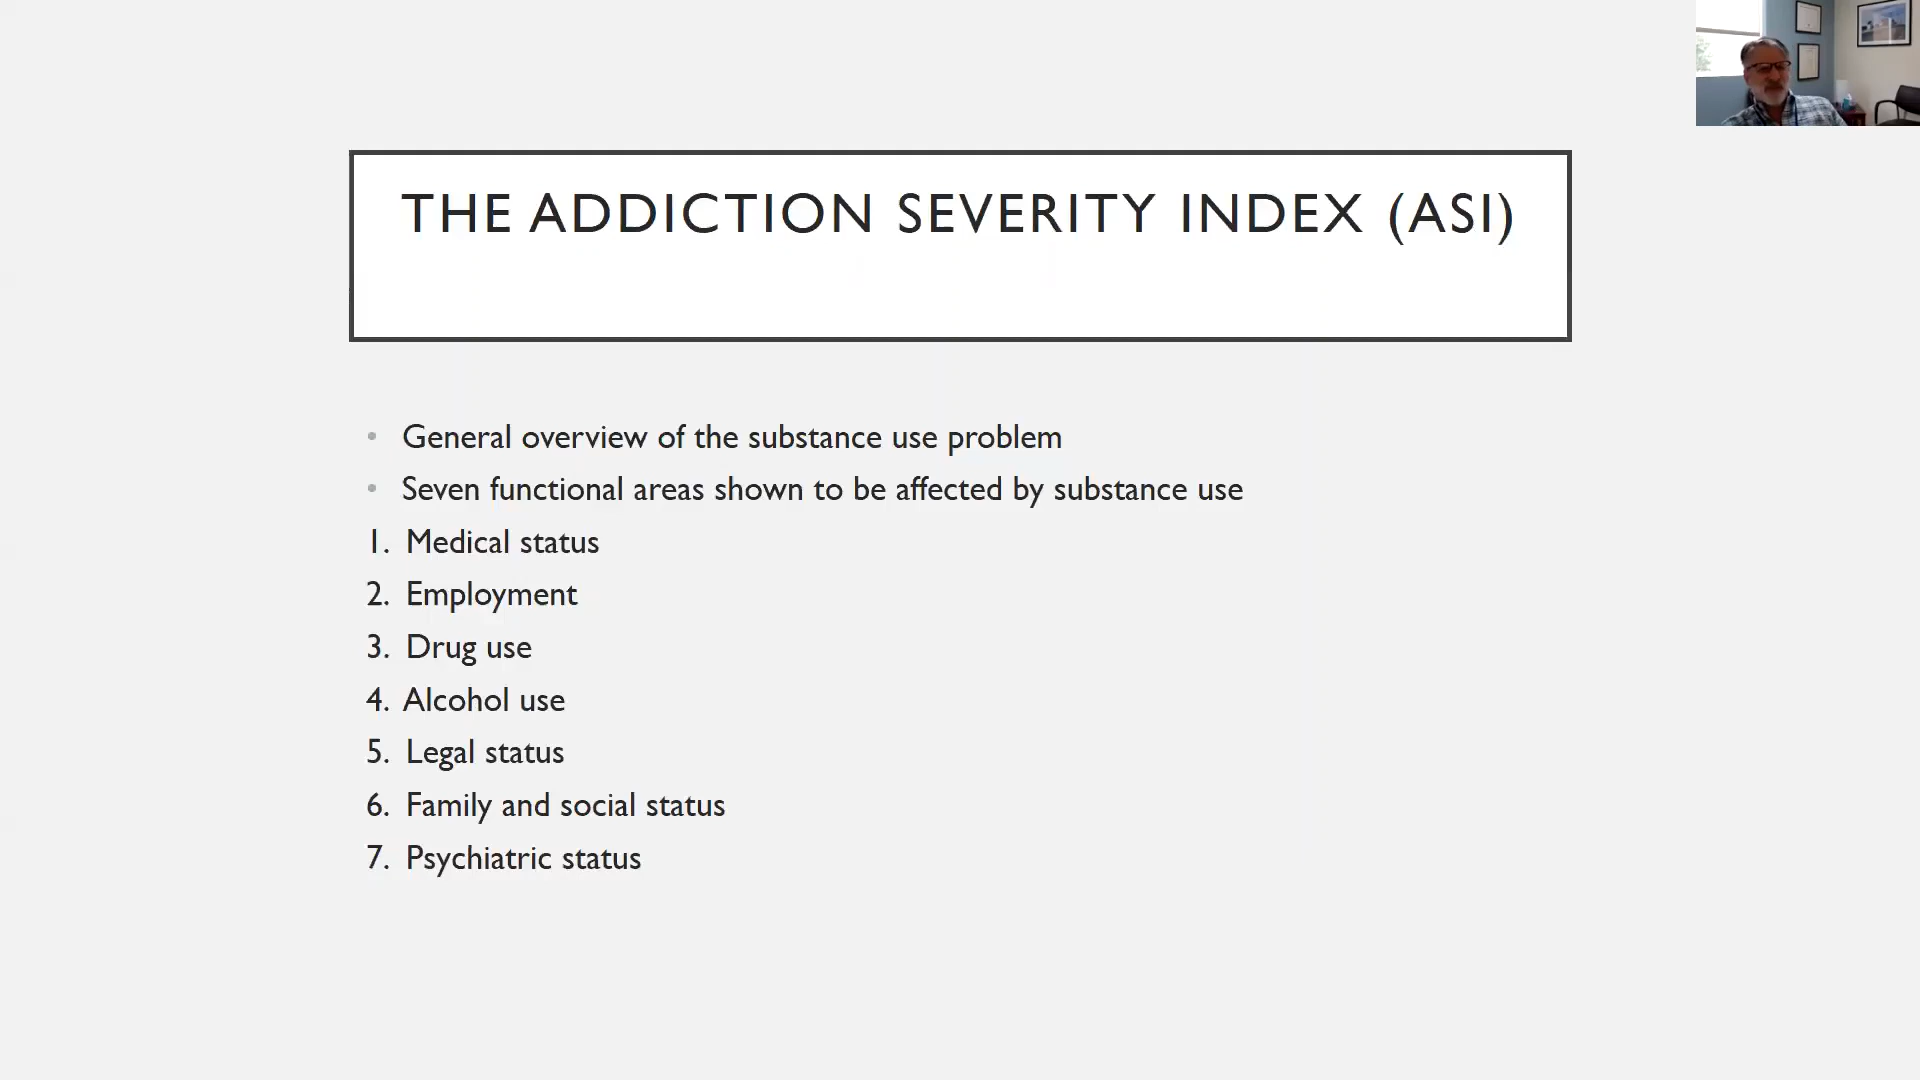 THE ADDICTION SEVERITY INDEX (ASI)
• General overview of the substance use problem
• Seven functional areas shown to be affected by substance use
1. Medical status
2. Employment
3. Drug use
4. Alcohol use
5. Legal status
6. Family and social status
7. Psychiatric status